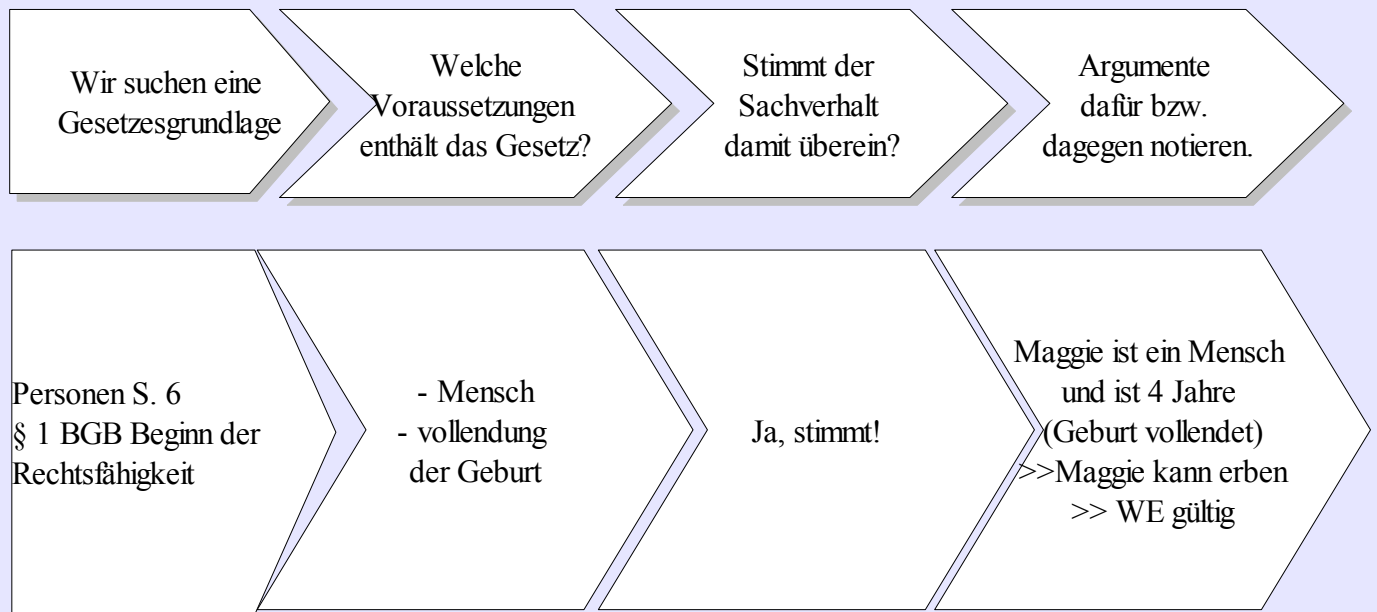 Wir suchen eine
Gesetzesgrundlage
Welche
Voraussetzungen
enthält das Gesetz?
Stimmt der
Sachverhalt
damit überein?
Argumente
dafür bzw.
dagegen notieren.
Personen S. 6
§ 1 BGB Beginn der
Rechtsfähigkeit
- Mensch
- vollendung
der Geburt
Ja, stimmt!
Maggie ist ein Mensch
und ist 4 Jahre
(Geburt vollendet)
>>Maggie kann erben
>> WE gültig